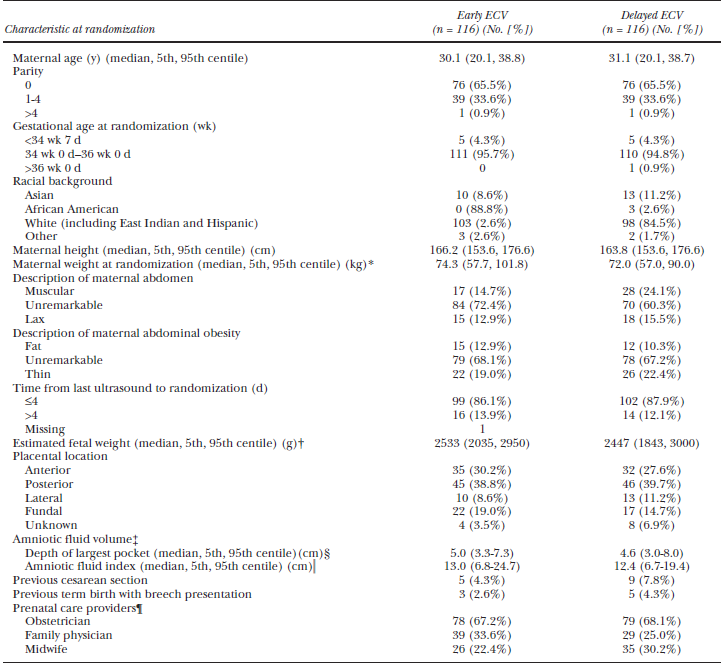 Early ECV Delayed ECV
Characteristic at randomization (n = 116) (No. [%]) (n = 116) (No. [%])
Maternal age (y) (median, 5th, 95th centile) 30.1 (20.1, 38.8) 31.1 (20.1, 38.7)
Parity
0 76 (65.5%) 76 (65.5%)
1-4 39 (33.6%) 39 (33.6%)
>4 1 (0.9%) 1 (0.9%)
Gestational age at randomization (wk)
<34 wk 7 d 5 (4.3%) 5 (4.3%)
34 wk 0 d–36 wk 0 d 111 (95.7%) 110 (94.8%)
>36 wk 0 d 0 1 (0.9%)
Racial background
Asian 10 (8.6%) 13 (11.2%)
African American 0 (88.8%) 3 (2.6%)
White (including East Indian and Hispanic) 103 (2.6%) 98 (84.5%)
Other 3 (2.6%) 2 (1.7%)
Maternal height (median, 5th, 95th centile) (cm) 166.2 (153.6, 176.6) 163.8 (153.6, 176.6)
Maternal weight at randomization (median, 5th, 95th centile) (kg)* 74.3 (57.7, 101.8) 72.0 (57.0, 90.0)
Description of maternal abdomen
Muscular 17 (14.7%) 28 (24.1%)
Unremarkable 84 (72.4%) 70 (60.3%)
Lax 15 (12.9%) 18 (15.5%)
Description of maternal abdominal obesity
Fat 15 (12.9%) 12 (10.3%)
Unremarkable 79 (68.1%) 78 (67.2%)
Thin 22 (19.0%) 26 (22.4%)
Time from last ultrasound to randomization (d)
≤4 99 (86.1%) 102 (87.9%)
>4 16 (13.9%) 14 (12.1%)
Missing 1
Estimated fetal weight (median, 5th, 95th centile) (g)† 2533 (2035, 2950) 2447 (1843, 3000)
Placental location
Anterior 35 (30.2%) 32 (27.6%)
Posterior 45 (38.8%) 46 (39.7%)
Lateral 10 (8.6%) 13 (11.2%)
Fundal 22 (19.0%) 17 (14.7%)
Unknown 4 (3.5%) 8 (6.9%)
Amniotic fluid volume‡
Depth of largest pocket (median, 5th, 95th centile)(cm)§ 5.0 (3.3-7.3) 4.6 (3.0-8.0)
Amniotic fluid index (median, 5th, 95th centile) (cm)‖ 13.0 (6.8-24.7) 12.4 (6.7-19.4)
Previous cesarean section 5 (4.3%) 9 (7.8%)
Previous term birth with breech presentation 3 (2.6%) 5 (4.3%)
Prenatal care providers¶
Obstetrician 78 (67.2%) 79 (68.1%)
Family physician 39 (33.6%) 29 (25.0%)
Midwife 26 (22.4%) 35 (30.2%)